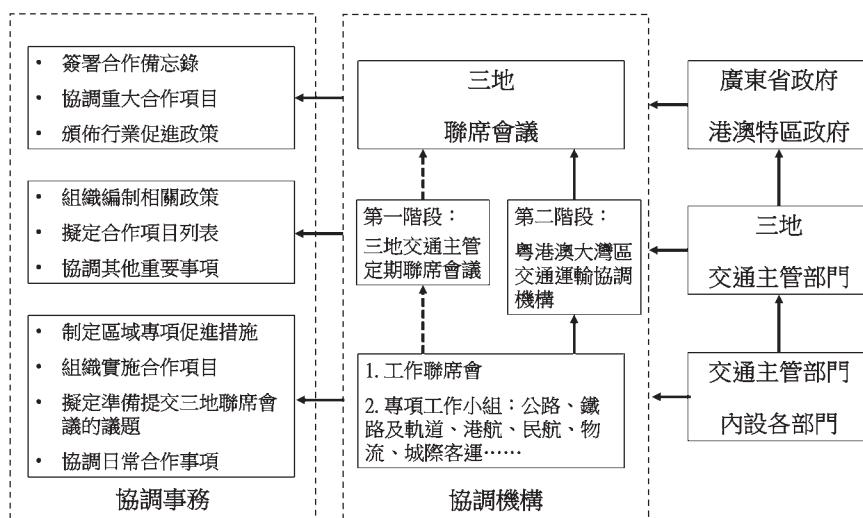 • 簽署合作備忘錄
• 協調重大合作項目
• 頒佈行業促進政策
• 組織編制相關政策
• 擬定合作項目列表
• 協調其他重要事項
• 制定區域專項促進措施
• 組織實施合作項目
• 擬定準備提交三地聯席會
議的議題
• 協調日常合作事項
協調事務
三地
聯席會議
第一階段：
三地交通主管
定期聯席會議
第二階段：
粵港澳大灣區
交通運輸協調
機構
1. 工作聯席會
2. 專項工作小組：公路、鐵
路及軌道、港航、民航、物
流、城際客運……
協調機構
廣東省政府
港澳特區政府
三地
交通主管部門
交通主管部門
內設各部門